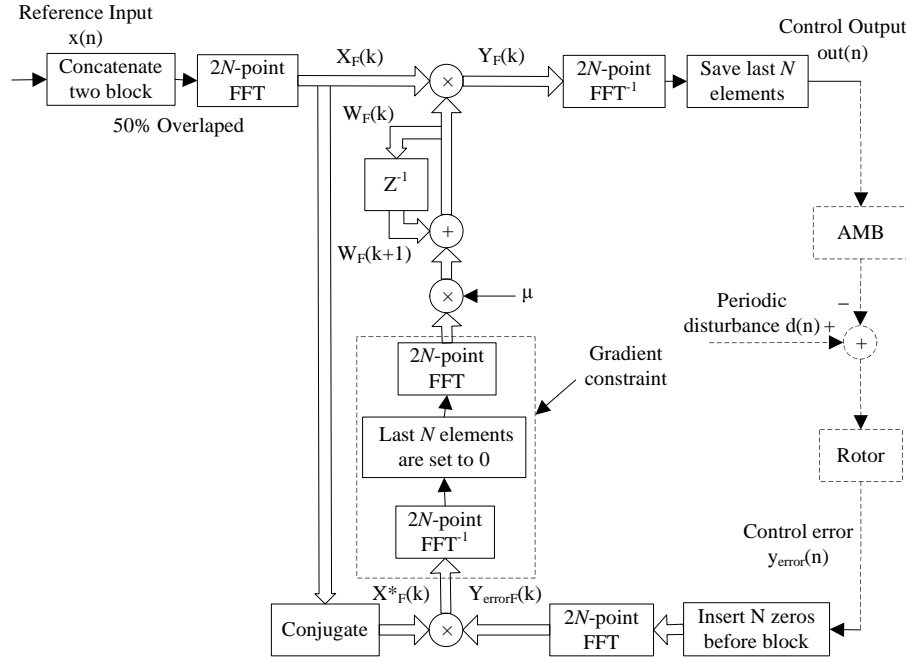 Reference Input
x(n)
Concatenate
two block
2N-point
FFT
50% Overlaped
X_F(k)
×
Y_F(k)
2N-point
FFT⁻¹
Save last N
elements
Control Output
out(n)
W_F(k)
Z⁻¹
+
W_F(k+1)
×
μ
AMB
−
Periodic
disturbance d(n) +
+
2N-point
FFT
Gradient
constraint
Last N elements
are set to 0
Rotor
2N-point
FFT⁻¹
Control error
y_error(n)
X*_F(k)
Y_errorF(k)
Conjugate
×
2N-point
FFT
Insert N zeros
before block